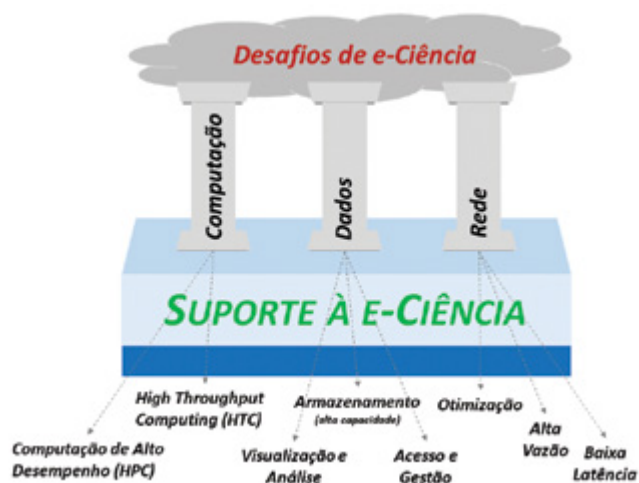 Desafios de e-Ciência
Computação
Dados
Rede
SUPORTE À E-CIÊNCIA
High Throughput
Computing (HTC)
Armazenamento
(alta capacidade)
Otimização
Computação de Alto
Desempenho (HPC)
Visualização e
Análise
Acesso e
Gestão
Alta
Vazão
Baixa
Latência